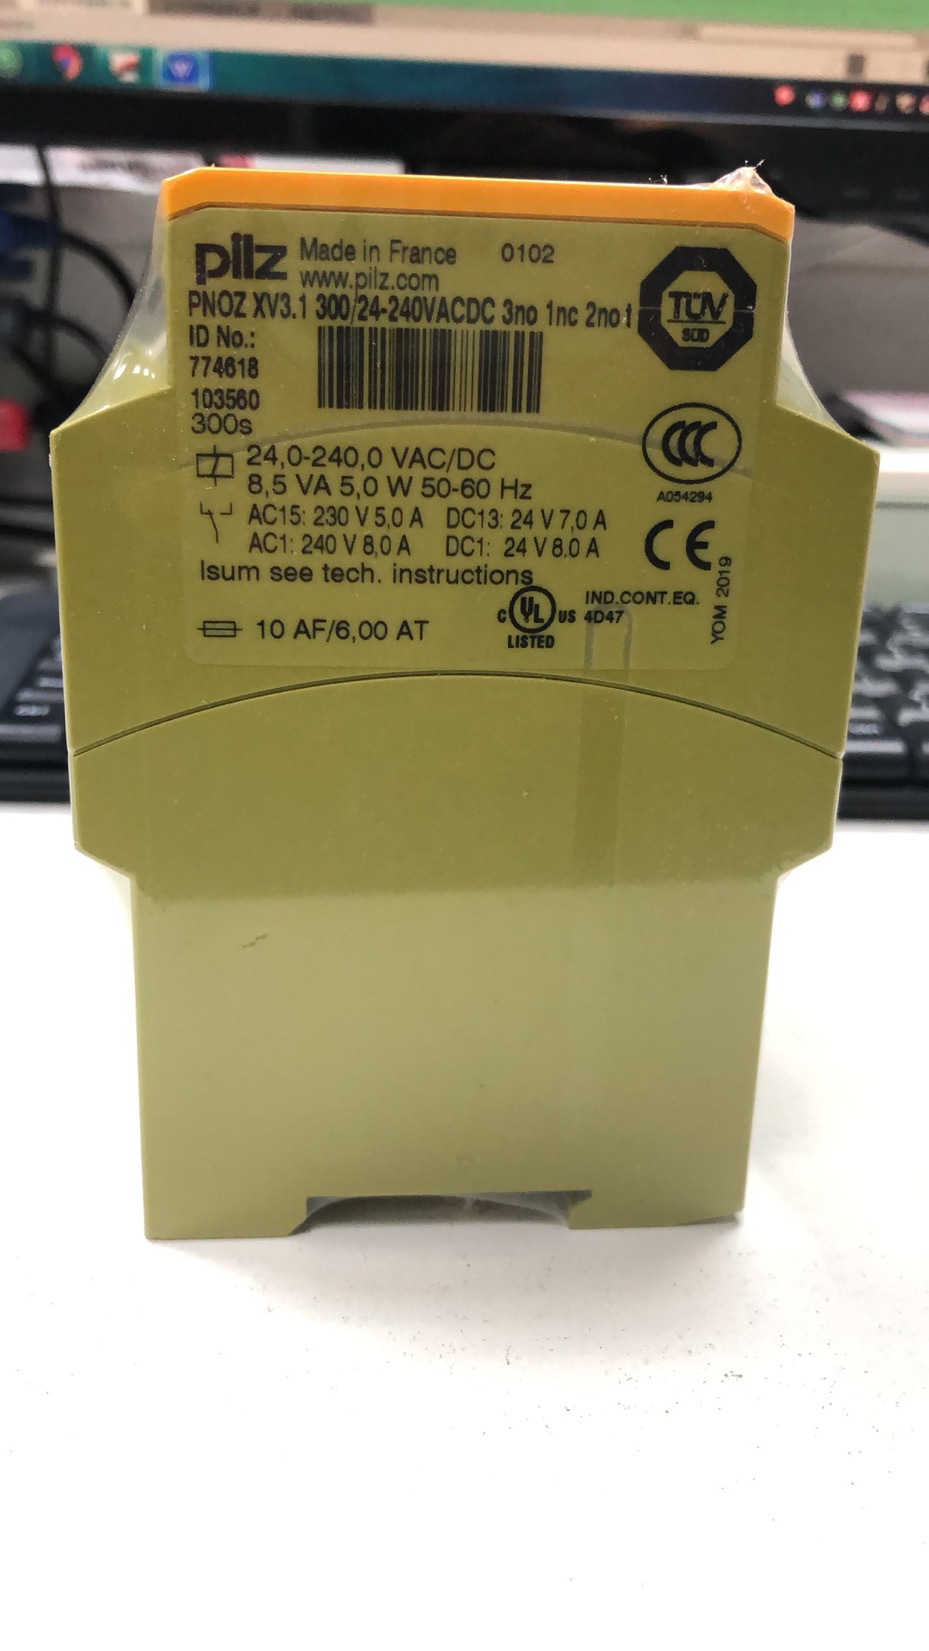 pilz Made in France 0102
www.pilz.com
PNOZ XV3.1 300/24-240VACDC 3no 1nc 2no t
ID No.:
774618
103560
300s
24,0-240,0 VAC/DC
8,5 VA 5,0 W 50-60 Hz
AC15: 230 V 5,0 A DC13: 24 V 7,0 A
AC1: 240 V 8,0 A DC1: 24 V 8,0 A
Isum see tech. instructions
10 AF/6,00 AT
TÜV
SÜD
CCC
A054294
CE
YOM 2019
C UL US
LISTED
IND.CONT.EQ.
4D47